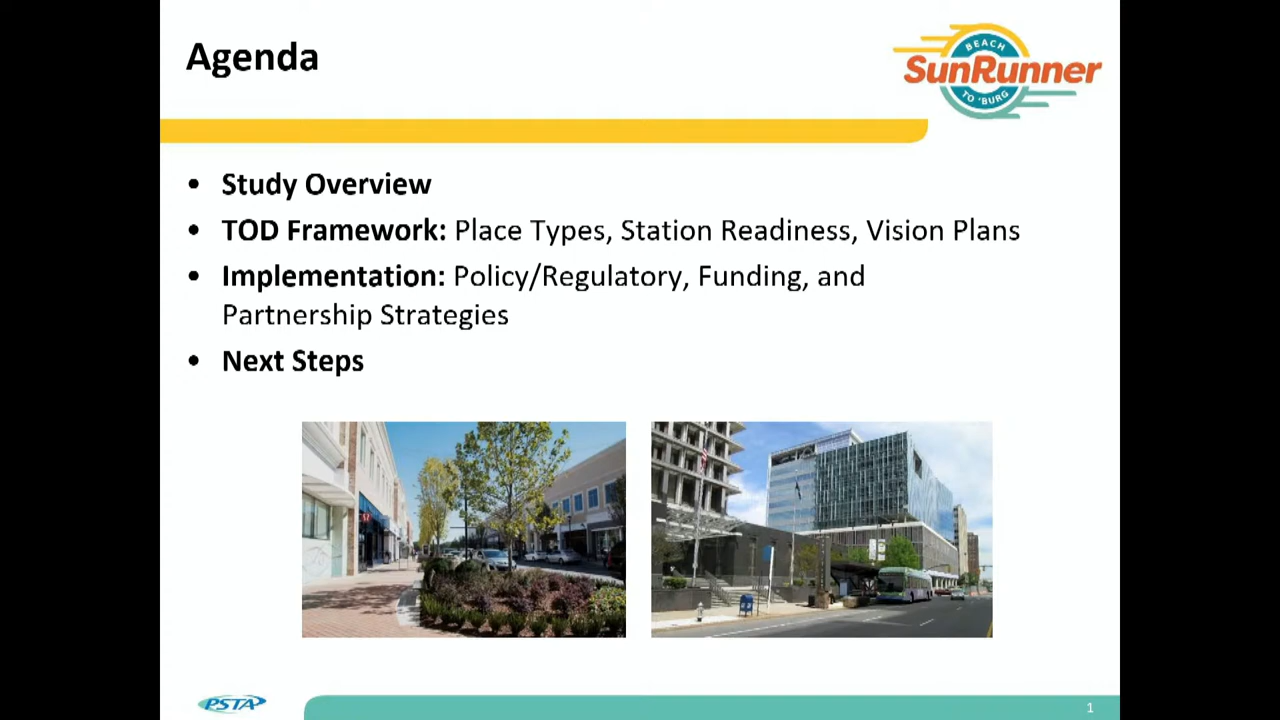 Agenda
BEACH
SunRunner
TO 'BURG
• Study Overview
• TOD Framework: Place Types, Station Readiness, Vision Plans
• Implementation: Policy/Regulatory, Funding, and
Partnership Strategies
• Next Steps
PSTA
1